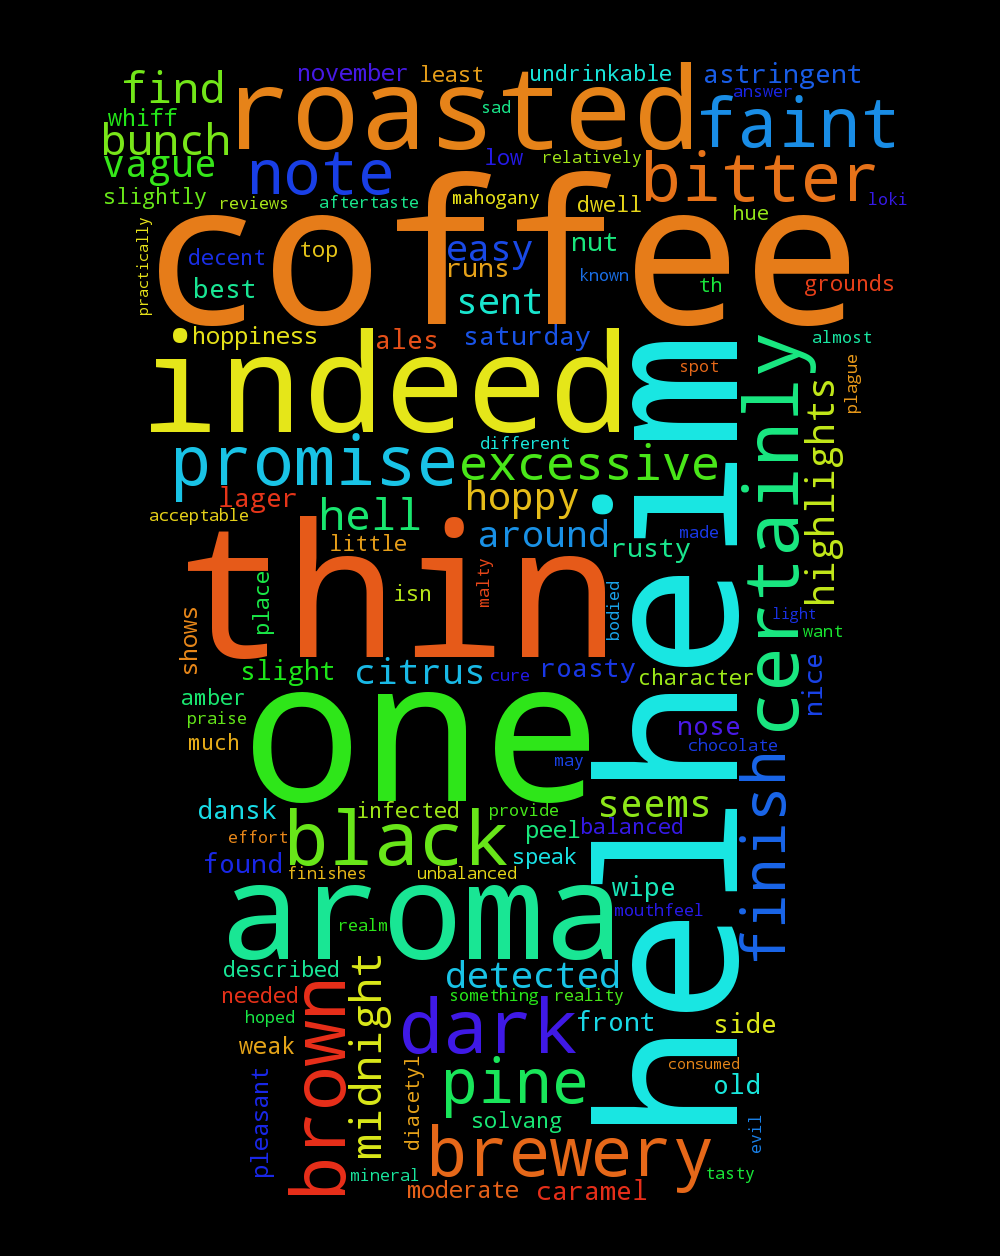 november least undrinkable astringent
find roasted answer
whiff sad faint
bunch
vague note low relatively bitter
slightly reviews aftertaste mahogany dwell hue loki
coffee
practically decent top easy nut
runs known
best sent th grounds
hoppiness ales saturday almost
indeed spot plague
helheim
certainly
highlights
promise different excessive
lager hoppy
acceptable hell around made
little rusty
thin
isn malty bodied light
place want
shows
slight citrus cure roasty character nice
amber nose
praise one
much chocolate
may
finish
dansk infected provide seems
effort black peel balanced
found speak
finishes unbalanced wipe
aroma mouthfeel
realm
described detected
needed midnight something reality
brown
hoped dark front side
weak consumed
pleasant diacetyl pine old
solvang evil
brewery
mineral tasty
moderate caramel